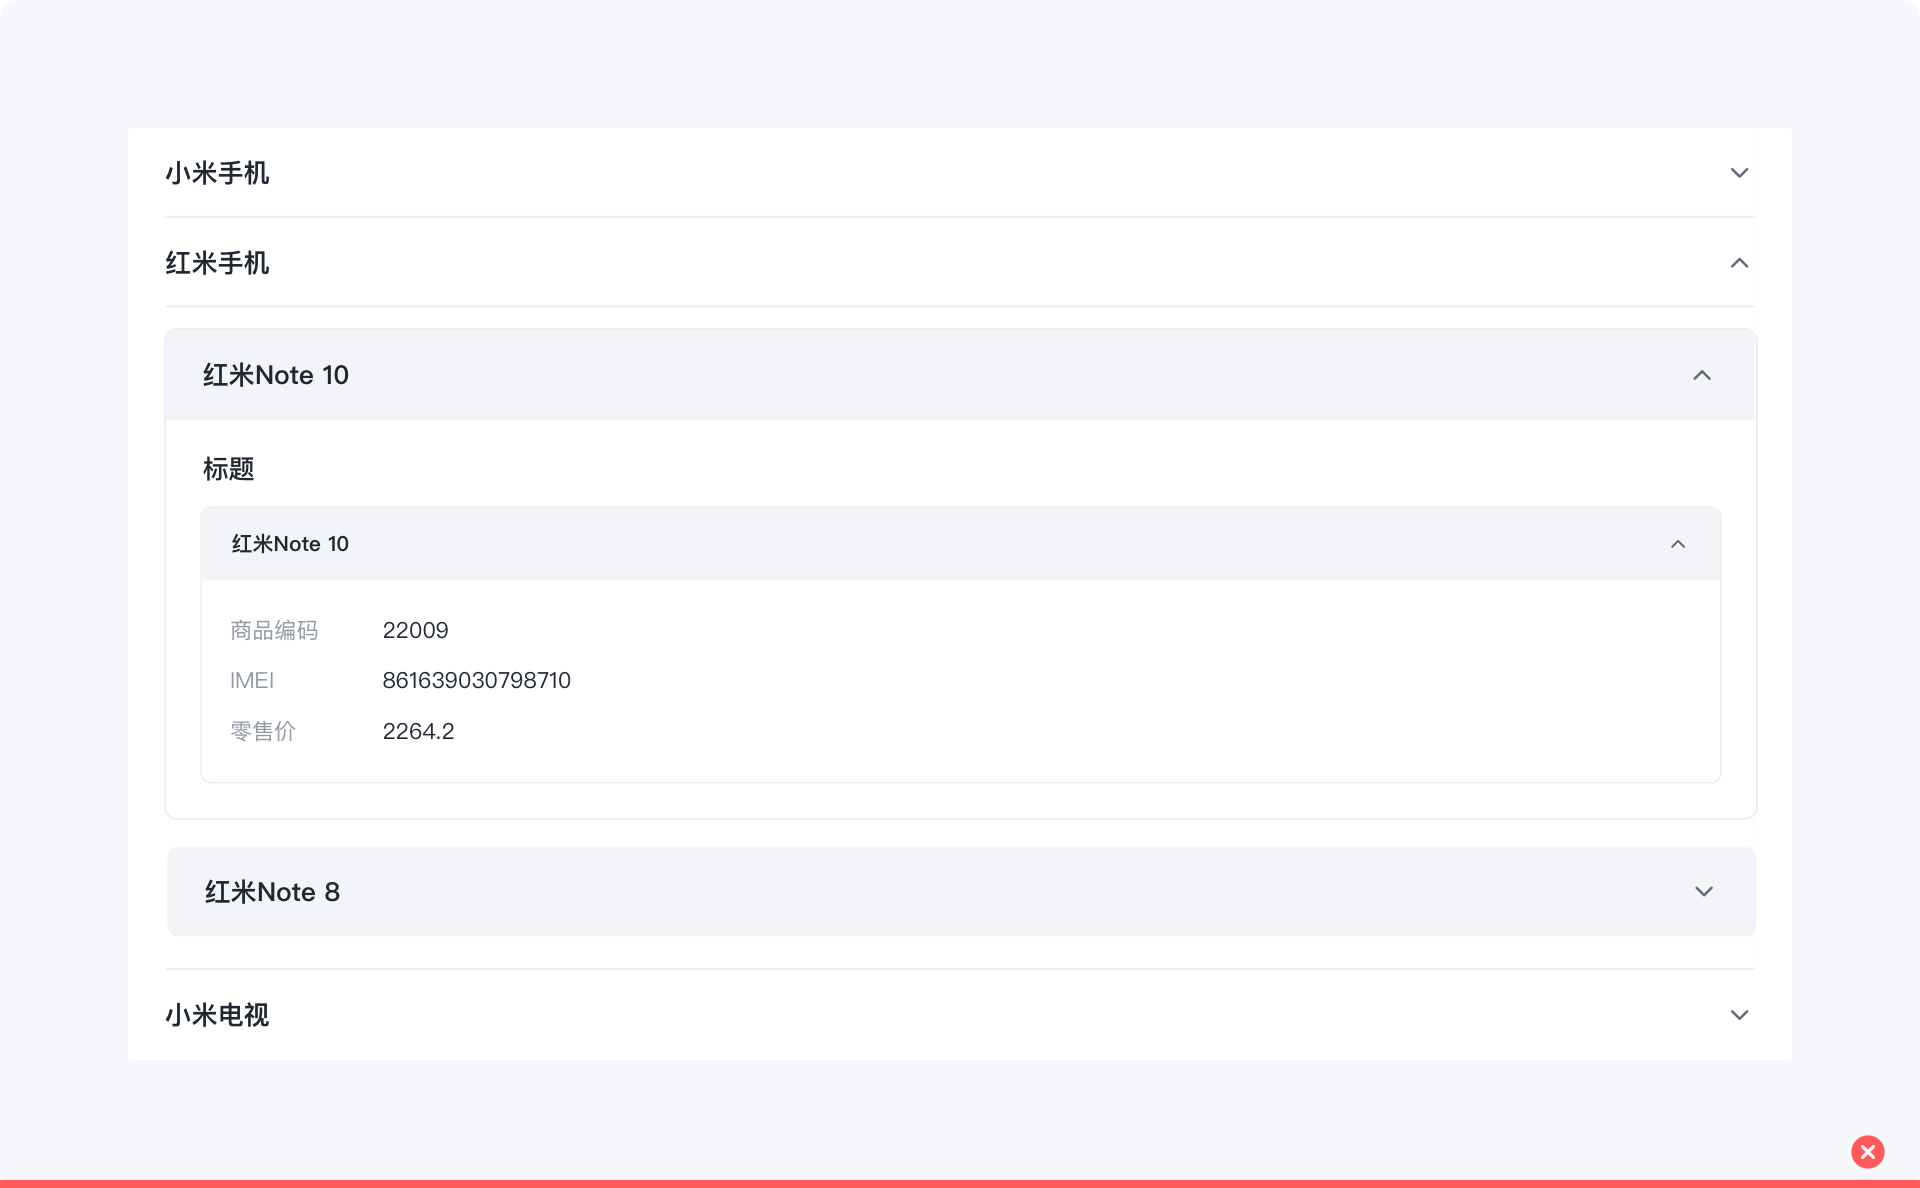 小米手机
红米手机
红米Note 10
标题
红米Note 10
商品编码 22009
IMEI 861639030798710
零售价 2264.2
红米Note 8
小米电视